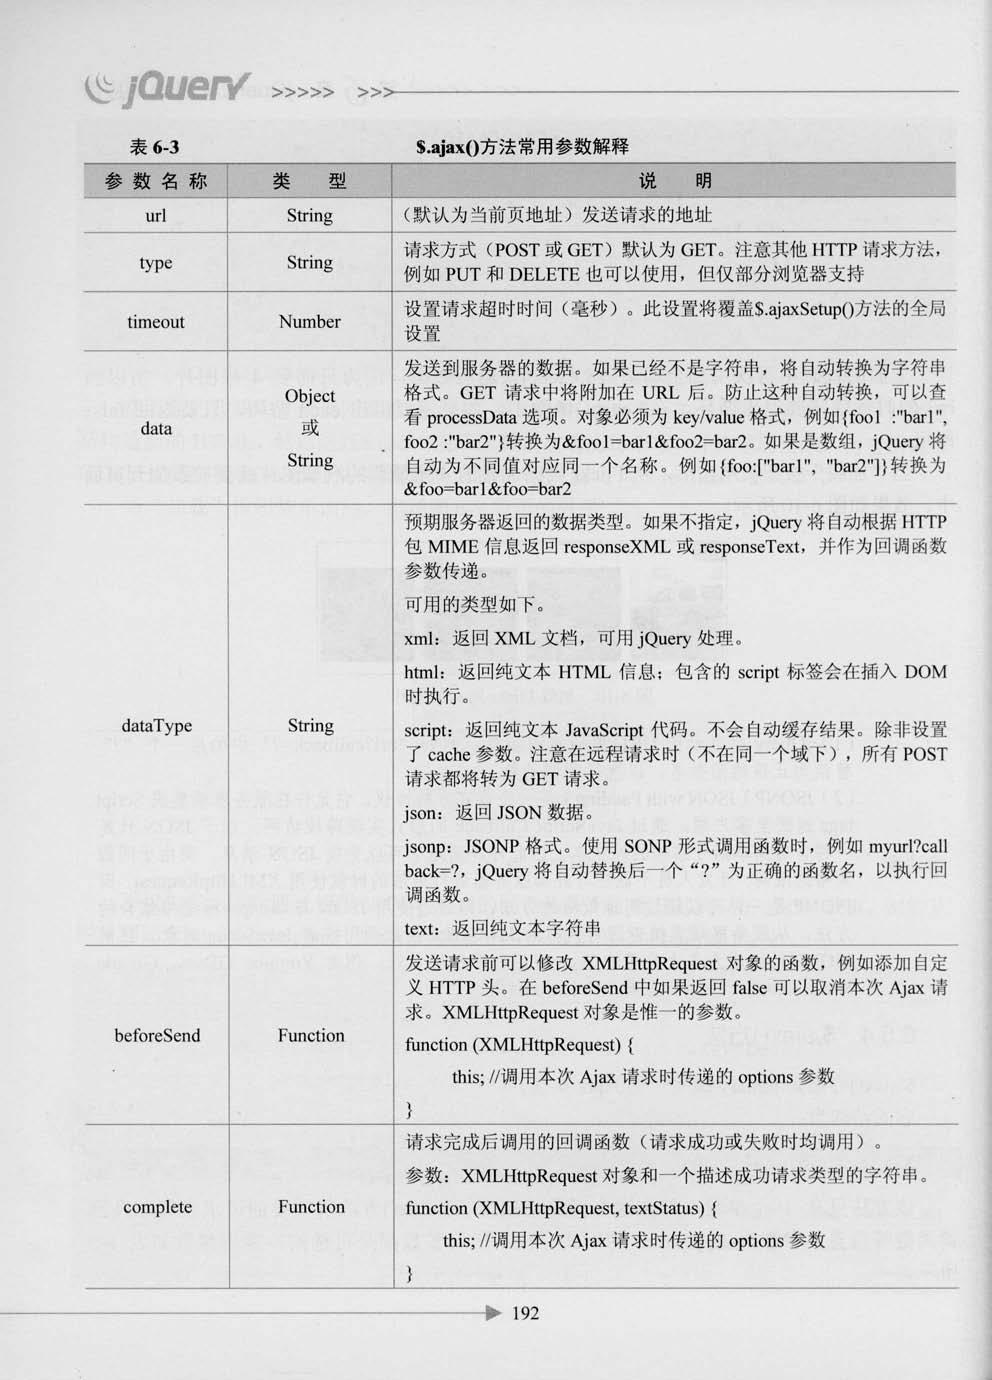 jQuery >>>>> >>>
表 6-3 $.ajax()方法常用参数解释
参 数 名 称 类 型 说 明
url String （默认为当前页地址）发送请求的地址
type String 请求方式（POST 或 GET）默认为 GET。注意其他 HTTP 请求方法，
例如 PUT 和 DELETE 也可以使用，但仅部分浏览器支持
timeout Number 设置请求超时时间（毫秒）。此设置将覆盖$.ajaxSetup()方法的全局
设置
data Object
或
String
发送到服务器的数据。如果已经不是字符串，将自动转换为字符串
格式。GET 请求中将附加在 URL 后。防止这种自动转换，可以查
看 processData 选项。对象必须为 key/value 格式，例如{foo1 :"bar1",
foo2 :"bar2"}转换为&foo1=bar1&foo2=bar2。如果是数组，jQuery 将
自动为不同值对应同一个名称。例如{foo:["bar1", "bar2"]}转换为
&foo=bar1&foo=bar2
dataType String 预期服务器返回的数据类型。如果不指定，jQuery 将自动根据 HTTP
包 MIME 信息返回 responseXML 或 responseText，并作为回调函数
参数传递。
可用的类型如下。
xml：返回 XML 文档，可用 jQuery 处理。
html：返回纯文本 HTML 信息；包含的 script 标签会在插入 DOM
时执行。
script：返回纯文本 JavaScript 代码。不会自动缓存结果。除非设置
了 cache 参数。注意在远程请求时（不在同一个域下），所有 POST
请求都将转为 GET 请求。
json：返回 JSON 数据。
jsonp：JSONP 格式。使用 SONP 形式调用函数时，例如 myurl?call
back=?，jQuery 将自动替换后一个“?”为正确的函数名，以执行回
调函数。
text：返回纯文本字符串
beforeSend Function 发送请求前可以修改 XMLHttpRequest 对象的函数，例如添加自定
义 HTTP 头。在 beforeSend 中如果返回 false 可以取消本次 Ajax 请
求。XMLHttpRequest 对象是惟一的参数。
function (XMLHttpRequest) {
this; //调用本次 Ajax 请求时传递的 options 参数
}
complete Function 请求完成后调用的回调函数（请求成功或失败时均调用）。
参数：XMLHttpRequest 对象和一个描述成功请求类型的字符串。
function (XMLHttpRequest, textStatus) {
this; //调用本次 Ajax 请求时传递的 options 参数
}
192